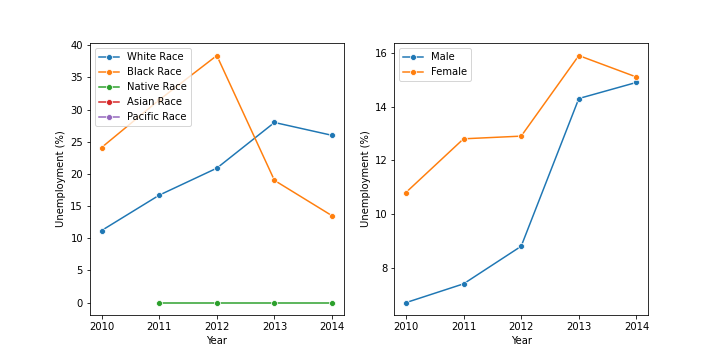 White Race
Black Race
Native Race
Asian Race
Pacific Race
Unemployment (%)
40
35
30
25
20
15
10
5
0
2010 2011 2012 2013 2014
Year
Male
Female
Unemployment (%)
16
14
12
10
8
2010 2011 2012 2013 2014
Year